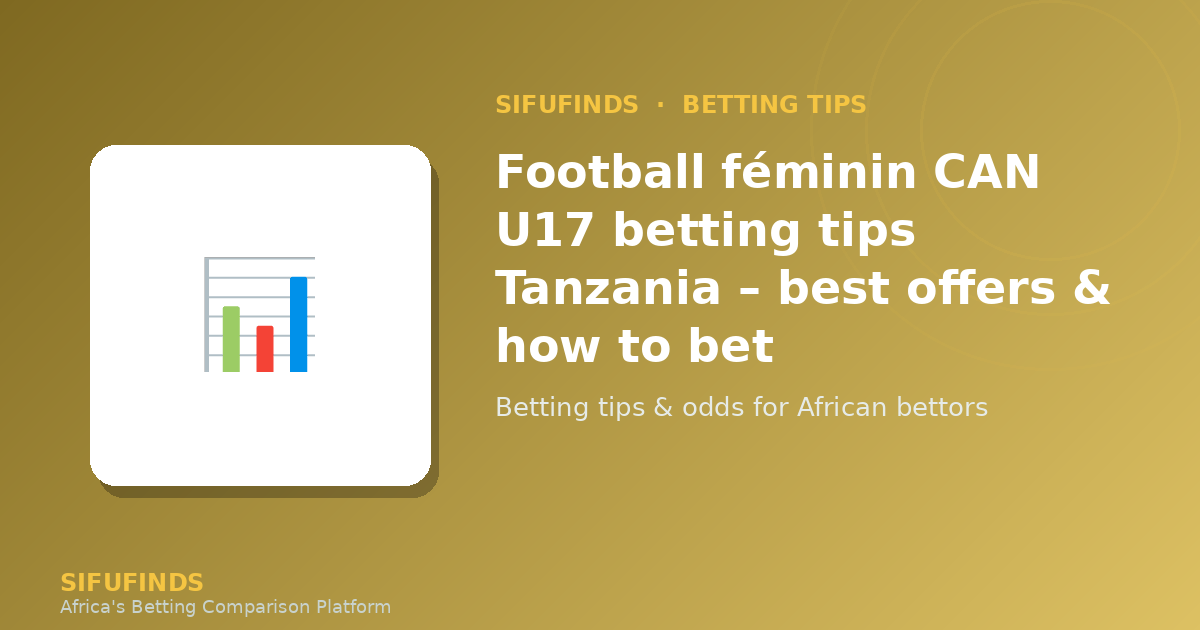 SIFUFINDS · BETTING TIPS
Football féminin CAN
U17 betting tips
Tanzania – best offers &
how to bet
Betting tips & odds for African bettors
SIFUFINDS
Africa's Betting Comparison Platform